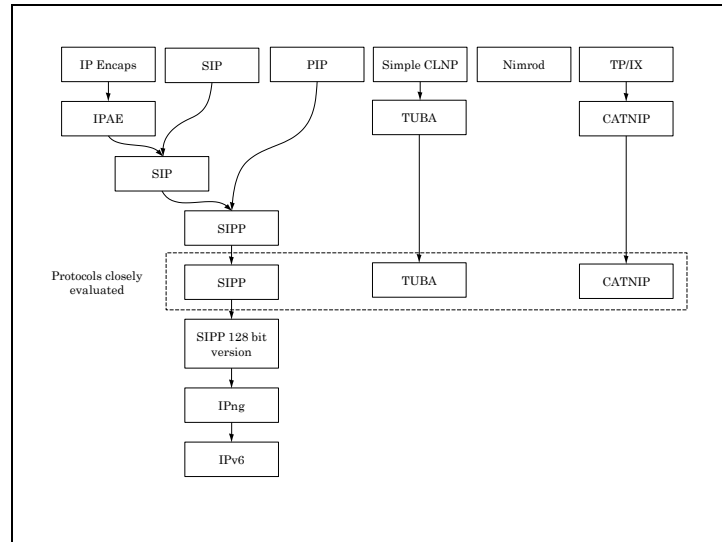 IP Encaps
SIP
PIP
Simple CLNP
Nimrod
TP/IX
IPAE
TUBA
CATNIP
SIP
SIPP
Protocols closely
evaluated
SIPP
TUBA
CATNIP
SIPP 128 bit
version
IPng
IPv6